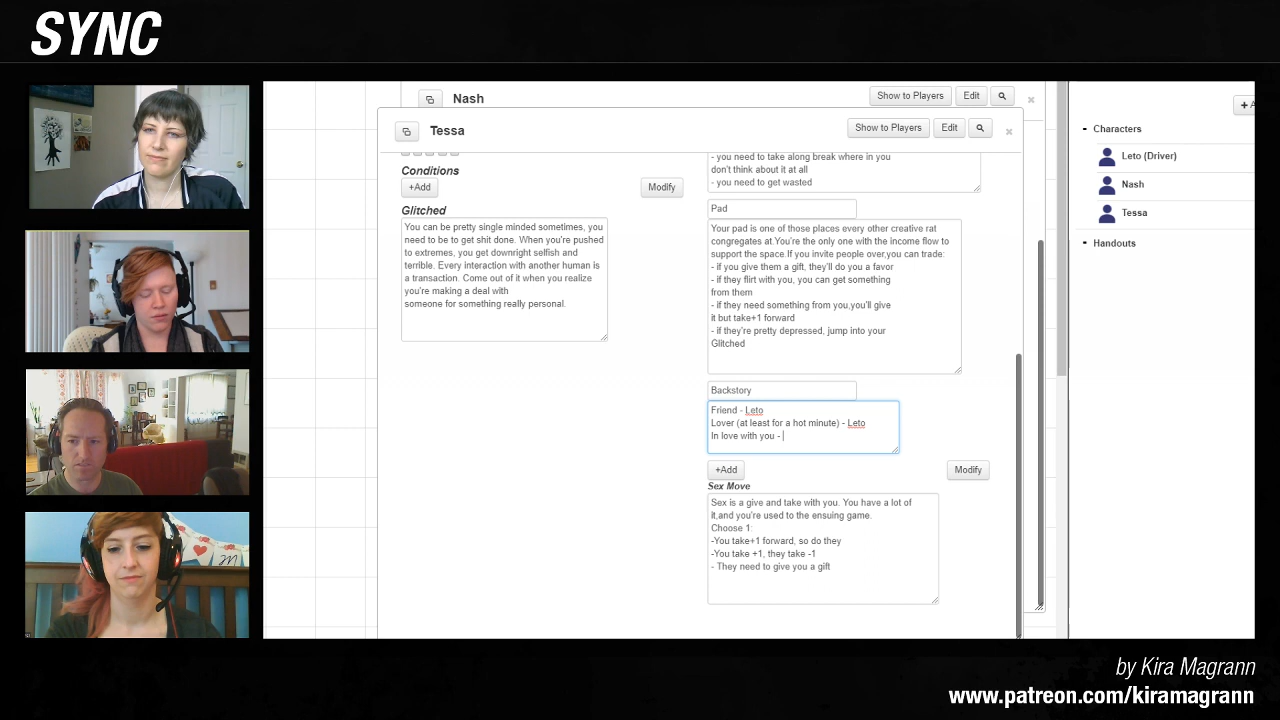 SYNC
Nash
Show to Players
Edit
Tessa
Show to Players
Edit
Conditions
+Add
Modify
Glitched
You can be pretty single minded sometimes, you
need to be to get shit done. When you're pushed
to extremes, you get downright selfish and
terrible. Every interaction with another human is
a transaction. Come out of it when you realize
you're making a deal with
someone for something really personal.
- you need to take along break where in you
don't think about it at all
- you need to get wasted
Pad
Your pad is one of those places every other creative rat
congregates at.You're the only one with the income flow to
support the space.If you invite people over,you can trade:
- if you give them a gift, they'll do you a favor
- if they flirt with you, you can get something
from them
- if they need something from you,you'll give
it but take+1 forward
- if they're pretty depressed, jump into your
Glitched
Backstory
Friend - Leto
Lover (at least for a hot minute) - Leto
In love with you -
+Add
Modify
Sex Move
Sex is a give and take with you. You have a lot of
it,and you're used to the ensuing game.
Choose 1:
-You take+1 forward, so do they
-You take +1, they take -1
- They need to give you a gift
Characters
Leto (Driver)
Nash
Tessa
Handouts
by Kira Magrann
www.patreon.com/kiramagrann